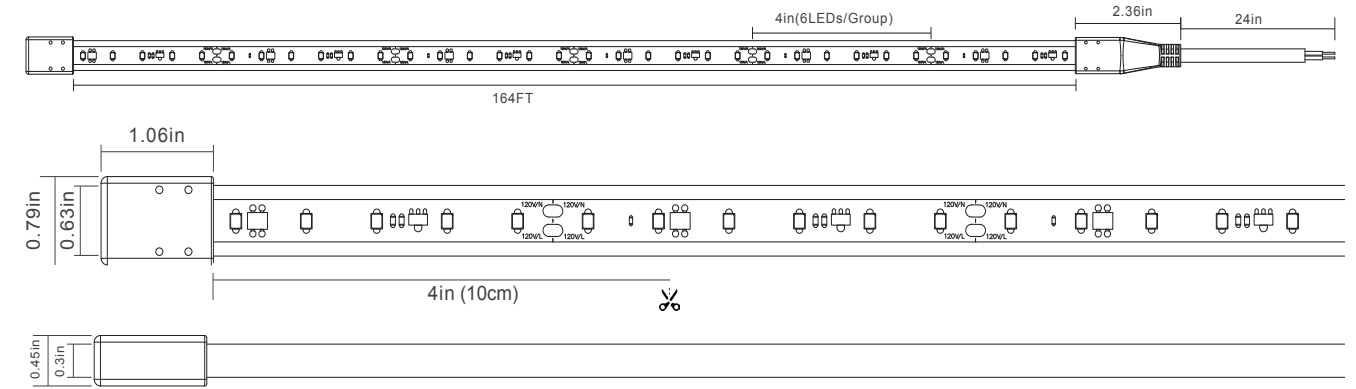 4in(6LEDs/Group)
2.36in
24in
164FT
1.06in
0.79in
0.63in
120V/N 120V/N
120V/L 120V/L
120V/N 120V/N
120V/L 120V/L
4in (10cm)
0.45in
0.3in